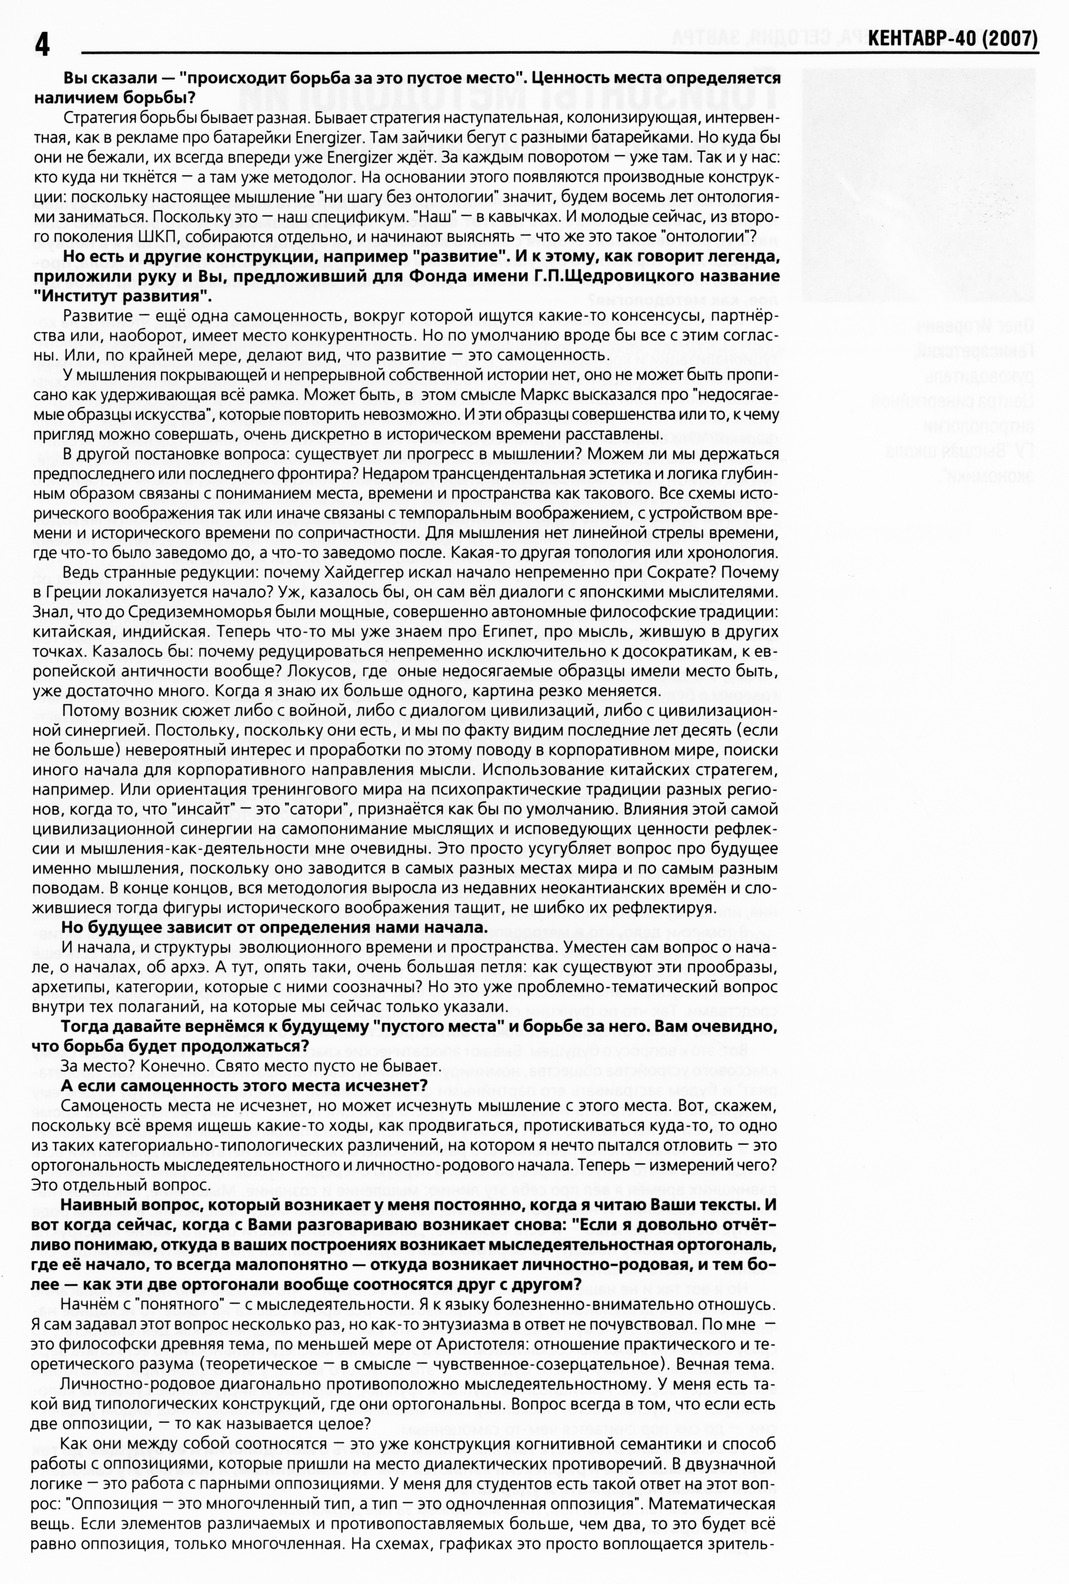 4
КЕНТАВР-40 (2007)
Вы сказали — "происходит борьба за это пустое место". Ценность места определяется
наличием борьбы?
Стратегия борьбы бывает разная. Бывает стратегия наступательная, колонизирующая, интервен-
тная, как в рекламе про батарейки Energizer. Там зайчики бегут с разными батарейками. Но куда бы
они не бежали, их всегда впереди уже Energizer ждёт. За каждым поворотом — уже там. Так и у нас:
кто куда ни ткнётся — а там уже методолог. На основании этого появляются производные конструк-
ции: поскольку настоящее мышление "ни шагу без онтологии" значит, будем восемь лет онтология-
ми заниматься. Поскольку это — наш спецификум. "Наш" — в кавычках. И молодые сейчас, из второ-
го поколения ШКП, собираются отдельно, и начинают выяснять — что же это такое "онтологии"?
Но есть и другие конструкции, например "развитие". И к этому, как говорит легенда,
приложили руку и Вы, предложивший для Фонда имени Г.П.Щедровицкого название
"Институт развития".
Развитие — ещё одна самоценность, вокруг которой ищутся какие-то консенсусы, партнёр-
ства или, наоборот, имеет место конкурентность. Но по умолчанию вроде бы все с этим соглас-
ны. Или, по крайней мере, делают вид, что развитие — это самоценность.
У мышления покрывающей и непрерывной собственной истории нет, оно не может быть пропи-
сано как удерживающая всё рамка. Может быть, в этом смысле Маркс высказался про "недосягае-
мые образцы искусства", которые повторить невозможно. И эти образцы совершенства или то, к чему
пригляд можно совершать, очень дискретно в историческом времени расставлены.
В другой постановке вопроса: существует ли прогресс в мышлении? Можем ли мы держаться
предпоследнего или последнего фронтира? Недаром трансцендентальная эстетика и логика глубин-
ным образом связаны с пониманием места, времени и пространства как такового. Все схемы исто-
рического воображения так или иначе связаны с темпоральным воображением, с устройством вре-
мени и исторического времени по сопричастности. Для мышления нет линейной стрелы времени,
где что-то было заведомо до, а что-то заведомо после. Какая-то другая топология или хронология.
Ведь странные редукции: почему Хайдеггер искал начало непременно при Сократе? Почему
в Греции локализуется начало? Уж, казалось бы, он сам вёл диалоги с японскими мыслителями.
Знал, что до Средиземноморья были мощные, совершенно автономные философские традиции:
китайская, индийская. Теперь что-то мы уже знаем про Египет, про мысль, жившую в других
точках. Казалось бы: почему редуцироваться непременно исключительно к досократикам, к ев-
ропейской античности вообще? Локусов, где оные недосягаемые образцы имели место быть,
уже достаточно много. Когда я знаю их больше одного, картина резко меняется.
Потому возник сюжет либо с войной, либо с диалогом цивилизаций, либо с цивилизацион-
ной синергией. Постольку, поскольку они есть, и мы по факту видим последние лет десять (если
не больше) невероятный интерес и проработки по этому поводу в корпоративном мире, поиски
иного начала для корпоративного направления мысли. Использование китайских стратегем,
например. Или ориентация тренингового мира на психопрактические традиции разных регио-
нов, когда то, что "инсайт" — это "сатори", признаётся как бы по умолчанию. Влияния этой самой
цивилизационной синергии на самопонимание мыслящих и исповедующих ценности рефлек-
сии и мышления-как-деятельности мне очевидны. Это просто усугубляет вопрос про будущее
именно мышления, поскольку оно заводится в самых разных местах мира и по самым разным
поводам. В конце концов, вся методология выросла из недавних неокантианских времён и сло-
жившиеся тогда фигуры исторического воображения тащит, не шибко их рефлектируя.
Но будущее зависит от определения нами начала.
И начала, и структуры эволюционного времени и пространства. Уместен сам вопрос о нача-
ле, о началах, об архэ. А тут, опять таки, очень большая петля: как существуют эти прообразы,
архетипы, категории, которые с ними соозначны? Но это уже проблемно-тематический вопрос
внутри тех полаганий, на которые мы сейчас только указали.
Тогда давайте вернёмся к будущему "пустого места" и борьбе за него. Вам очевидно,
что борьба будет продолжаться?
За место? Конечно. Свято место пусто не бывает.
А если самоценность этого места исчезнет?
Самоценость места не исчезнет, но может исчезнуть мышление с этого места. Вот, скажем,
поскольку всё время ищешь какие-то ходы, как продвигаться, протискиваться куда-то, то одно
из таких категориально-типологических различений, на котором я нечто пытался отловить — это
ортогональность мыследеятельностного и личностно-родового начала. Теперь — измерений чего?
Это отдельный вопрос.
Наивный вопрос, который возникает у меня постоянно, когда я читаю Ваши тексты. И
вот когда сейчас, когда с Вами разговариваю возникает снова: "Если я довольно отчёт-
ливо понимаю, откуда в ваших построениях возникает мыследеятельностная ортогональ,
где её начало, то всегда малопонятно — откуда возникает личностно-родовая, и тем бо-
лее — как эти две ортогонали вообще соотносятся друг с другом?
Начнём с "понятного" — с мыследеятельности. Я к языку болезненно-внимательно отношусь.
Я сам задавал этот вопрос несколько раз, но как-то энтузиазма в ответ не почувствовал. По мне —
это философски древняя тема, по меньшей мере от Аристотеля: отношение практического и те-
оретического разума (теоретическое — в смысле — чувственное-созерцательное). Вечная тема.
Личностно-родовое диагонально противоположно мыследеятельностному. У меня есть та-
кой вид типологических конструкций, где они ортогональны. Вопрос всегда в том, что если есть
две оппозиции, — то как называется целое?
Как они между собой соотносятся — это уже конструкция когнитивной семантики и способ
работы с оппозициями, которые пришли на место диалектических противоречий. В двузначной
логике — это работа с парными оппозициями. У меня для студентов есть такой ответ на этот воп-
рос: "Оппозиция — это многочленный тип, а тип — это одночленная оппозиция". Математическая
вещь. Если элементов различаемых и противопоставляемых больше, чем два, то это будет всё
равно оппозиция, только многочленная. На схемах, графиках это просто воплощается зритель-